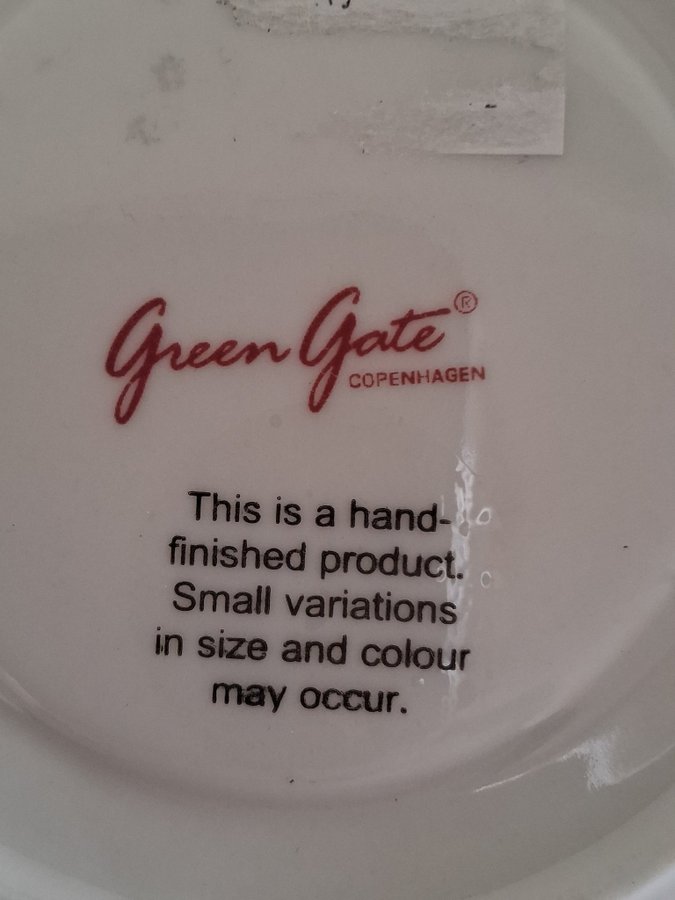 Green Gate ®
COPENHAGEN
This is a hand-
finished product.
Small variations
in size and colour
may occur.